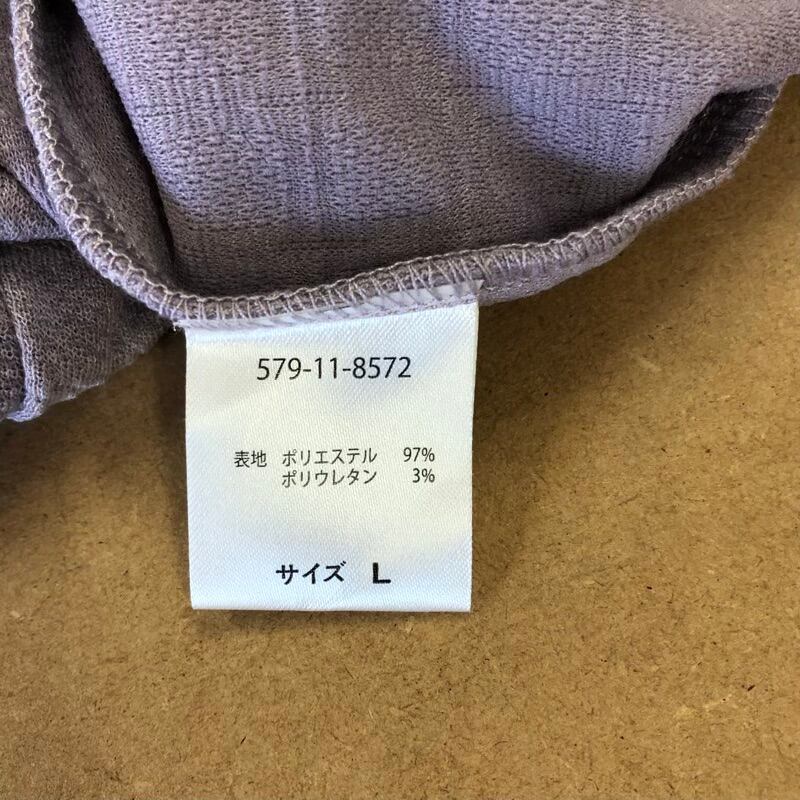 579-11-8572
表地 ポリエステル 97%
ポリウレタン 3%
サイズ L